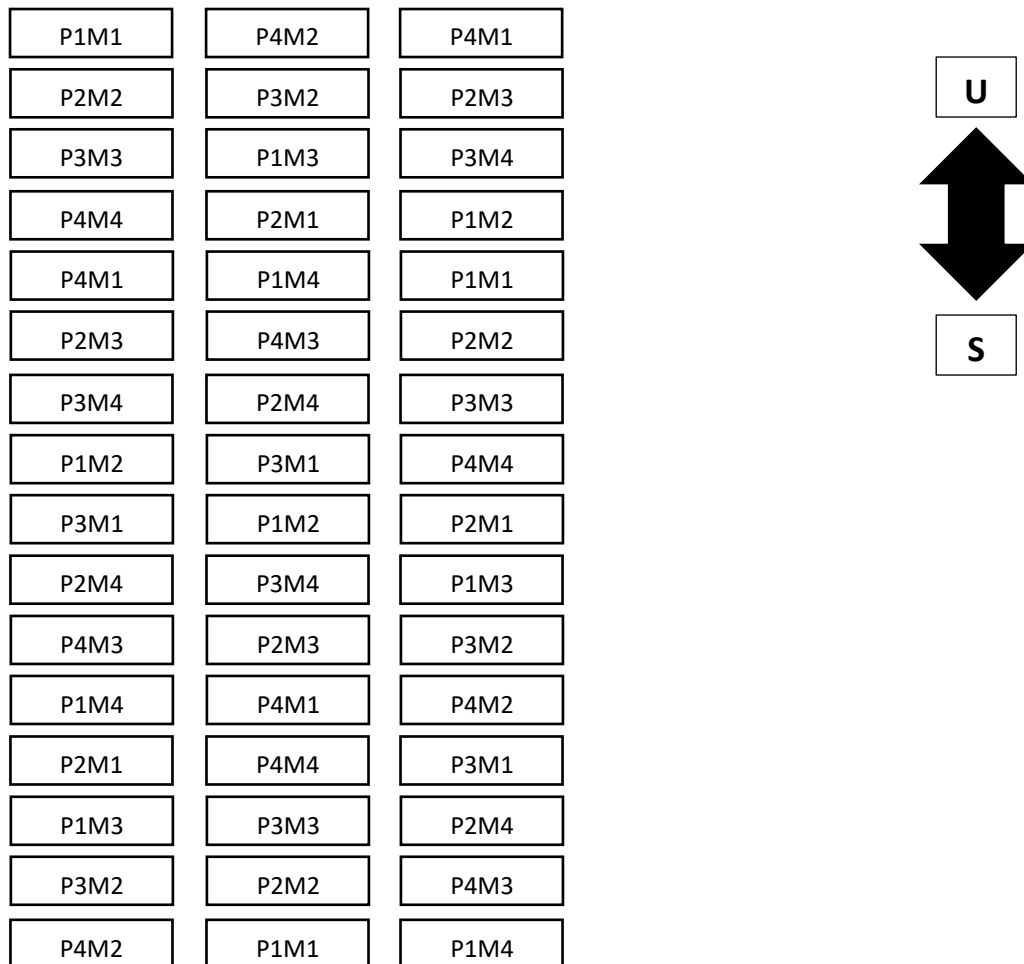 P1M1 P4M2 P4M1
P2M2 P3M2 P2M3
U
P3M3 P1M3 P3M4
P4M4 P2M1 P1M2
P4M1 P1M4 P1M1
P2M3 P4M3 P2M2
S
P3M4 P2M4 P3M3
P1M2 P3M1 P4M4
P3M1 P1M2 P2M1
P2M4 P3M4 P1M3
P4M3 P2M3 P3M2
P1M4 P4M1 P4M2
P2M1 P4M4 P3M1
P1M3 P3M3 P2M4
P3M2 P2M2 P4M3
P4M2 P1M1 P1M4